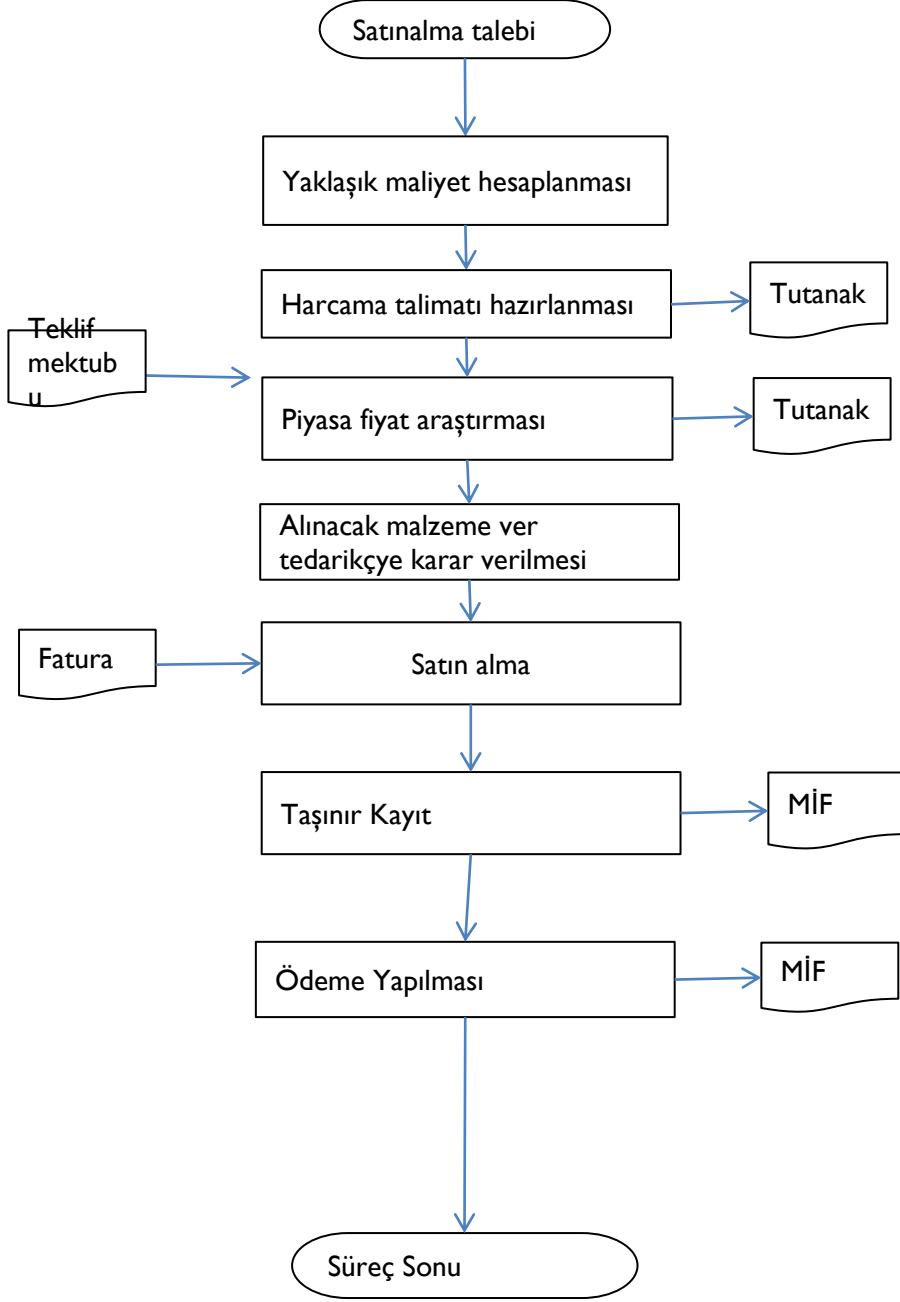 Satınalma talebi
Yaklaşık maliyet hesaplanması
Harcama talimatı hazırlanması
Tutanak
Teklif
mektub
u
Piyasa fiyat araştırması
Tutanak
Alınacak malzeme ver
tedarikçye karar verilmesi
Fatura
Satın alma
Taşınır Kayıt
MİF
Ödeme Yapılması
MİF
Süreç Sonu